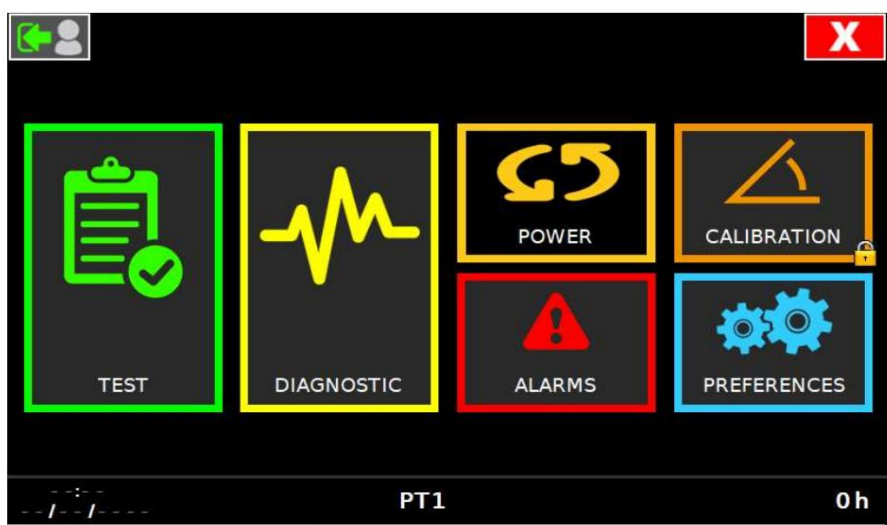 X
POWER
CALIBRATION
TEST
DIAGNOSTIC
ALARMS
PREFERENCES
--:--
--/--/----
PT1
0 h